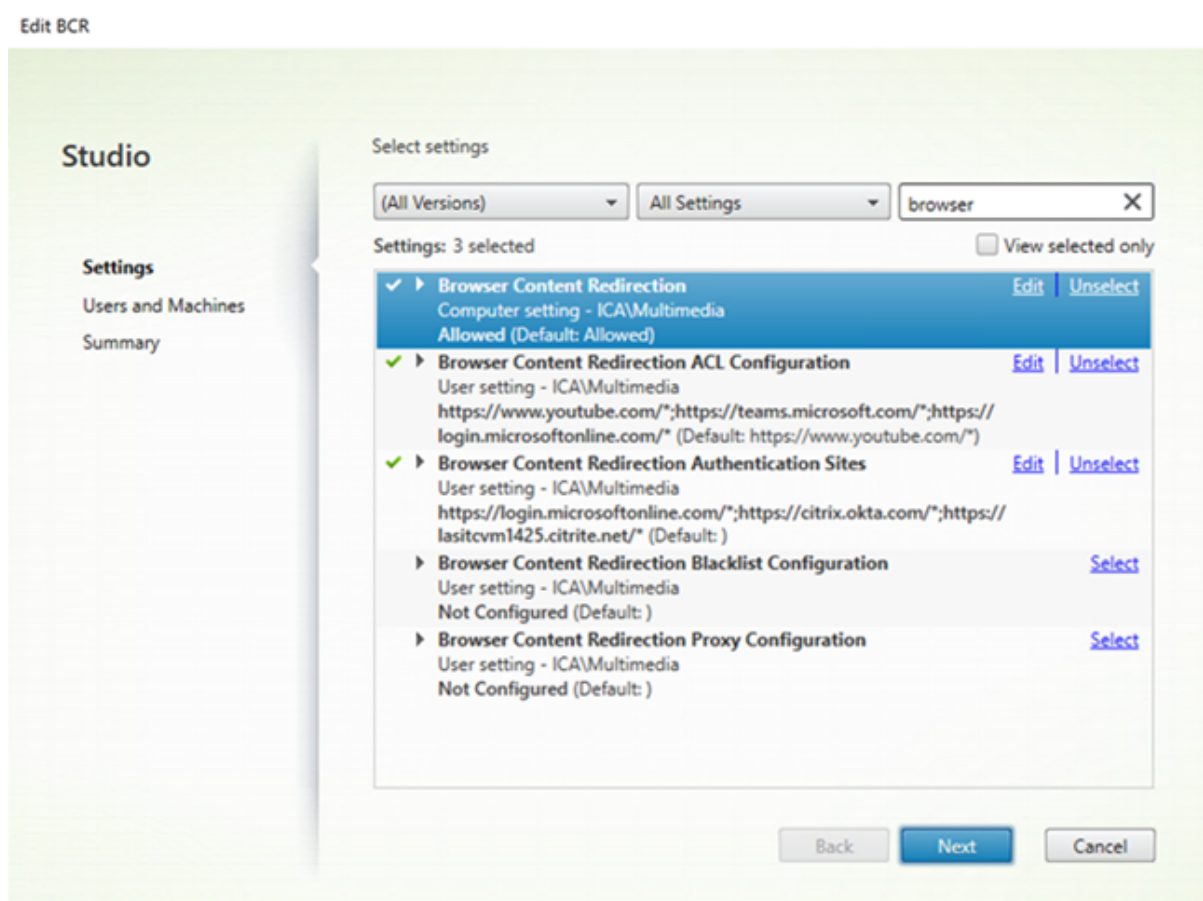 Edit BCR
Studio
Settings
Users and Machines
Summary
Select settings
(All Versions)
All Settings
browser
Settings: 3 selected
View selected only
Browser Content Redirection
Edit
Unselect
Computer setting - ICA\Multimedia
Allowed (Default: Allowed)
Browser Content Redirection ACL Configuration
Edit
Unselect
User setting - ICA\Multimedia
https://www.youtube.com/*;https://teams.microsoft.com/*;https://
login.microsoftonline.com/* (Default: https://www.youtube.com/*)
Browser Content Redirection Authentication Sites
Edit
Unselect
User setting - ICA\Multimedia
https://login.microsoftonline.com/*;https://citrix.okta.com/*;https://
lasitcvm1425.citrite.net/* (Default: )
Browser Content Redirection Blacklist Configuration
Select
User setting - ICA\Multimedia
Not Configured (Default: )
Browser Content Redirection Proxy Configuration
Select
User setting - ICA\Multimedia
Not Configured (Default: )
Back
Next
Cancel